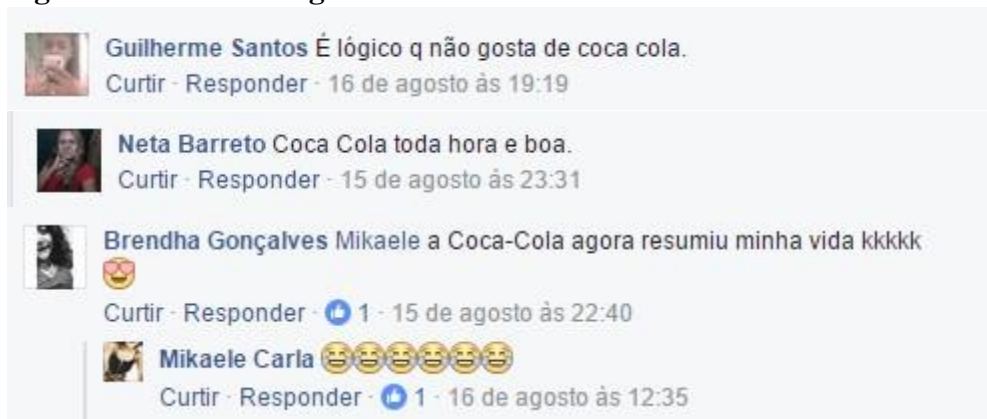 Guilherme Santos É lógico q não gosta de coca cola.
Curtir · Responder · 16 de agosto às 19:19
Neta Barreto Coca Cola toda hora e boa.
Curtir · Responder · 15 de agosto às 23:31
Brendha Gonçalves Mikaele a Coca-Cola agora resumiu minha vida kkkkk
Curtir · Responder · 1 · 15 de agosto às 22:40
Mikaele Carla
Curtir · Responder · 1 · 16 de agosto às 12:35